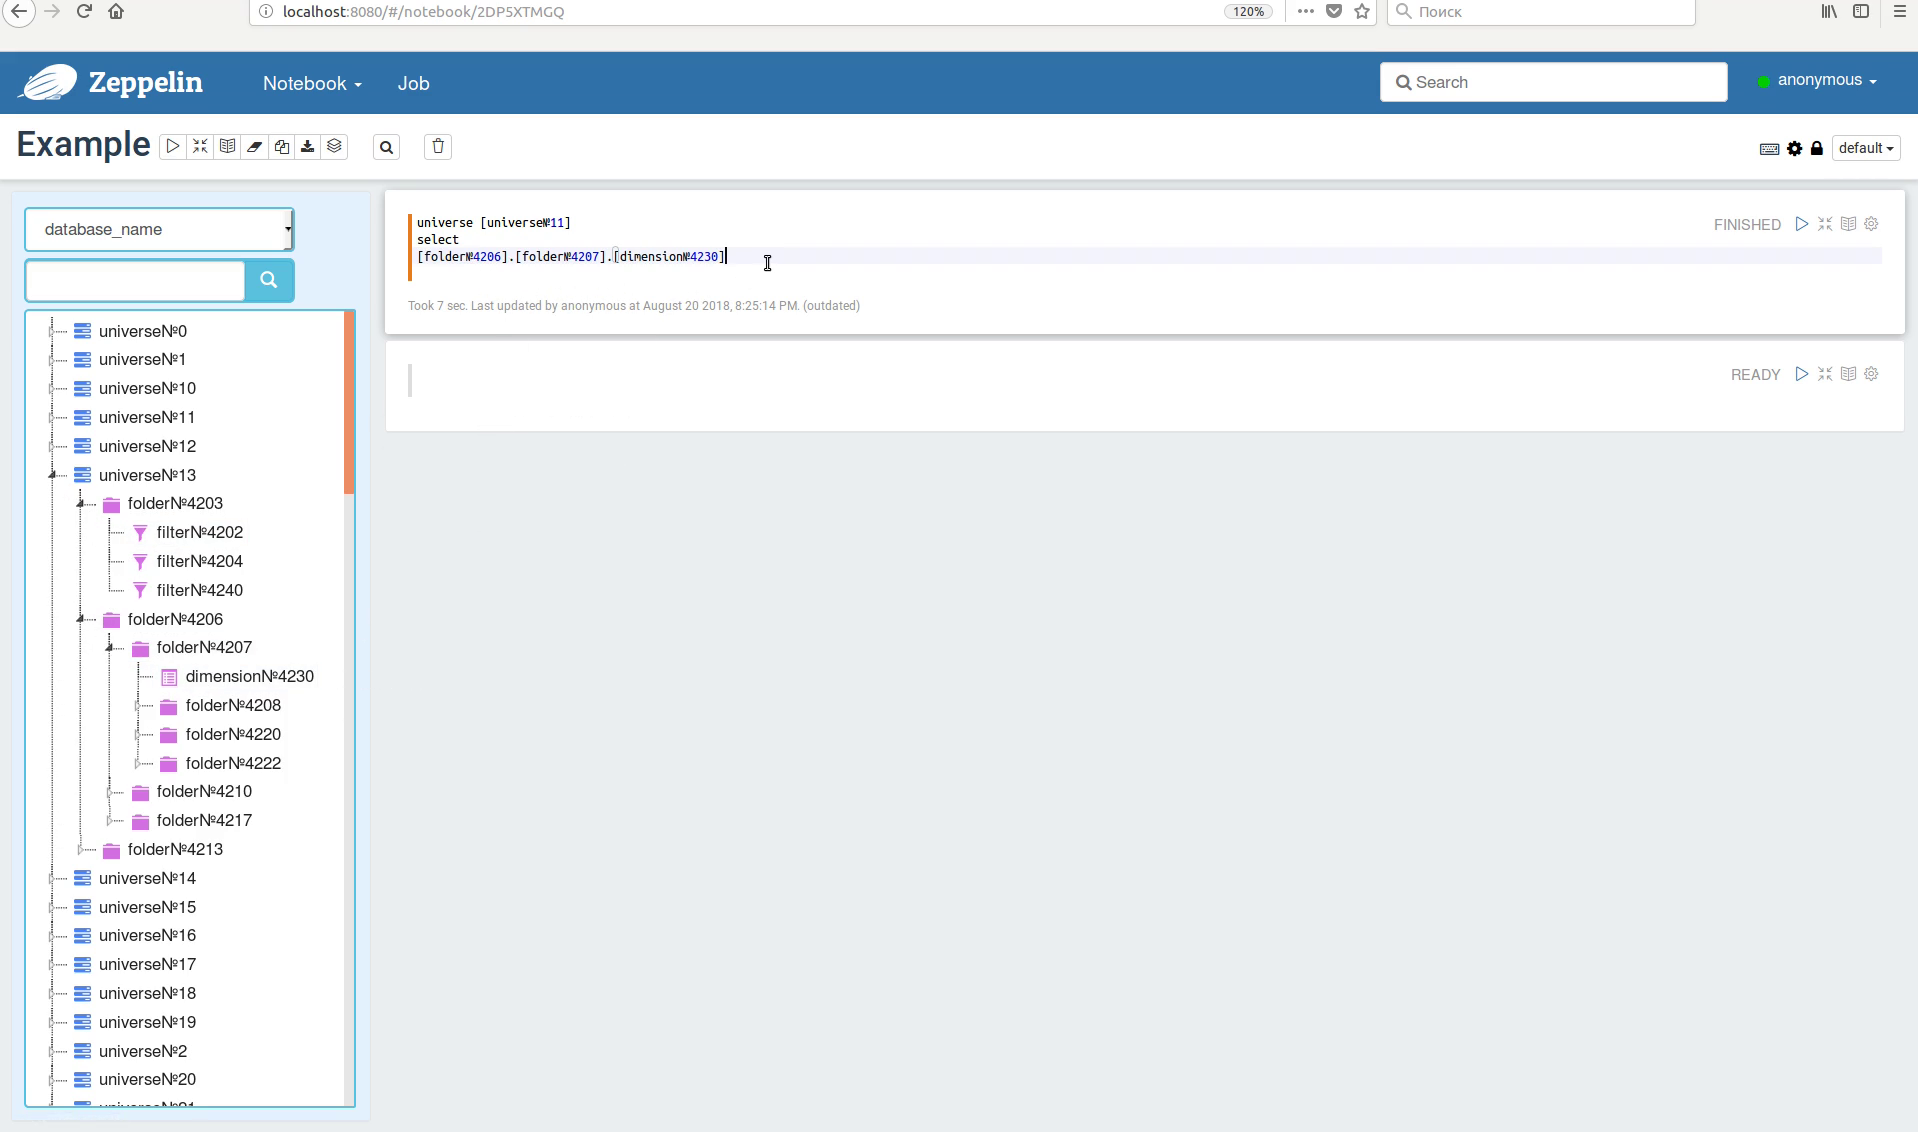 localhost:8080/#/notebook/2DP5XTMGQ
120%
Поиск
Zeppelin
Notebook
Job
Search
anonymous
Example
default
database_name
universe№0
universe№1
universe№10
universe№11
universe№12
universe№13
folder№4203
filter№4202
filter№4204
filter№4240
folder№4206
folder№4207
dimension№4230
folder№4208
folder№4220
folder№4222
folder№4210
folder№4217
folder№4213
universe№14
universe№15
universe№16
universe№17
universe№18
universe№19
universe№2
universe№20
universe [universe№11]
select
[folder№4206].[folder№4207].[dimension№4230]
FINISHED
Took 7 sec. Last updated by anonymous at August 20 2018, 8:25:14 PM. (outdated)
READY